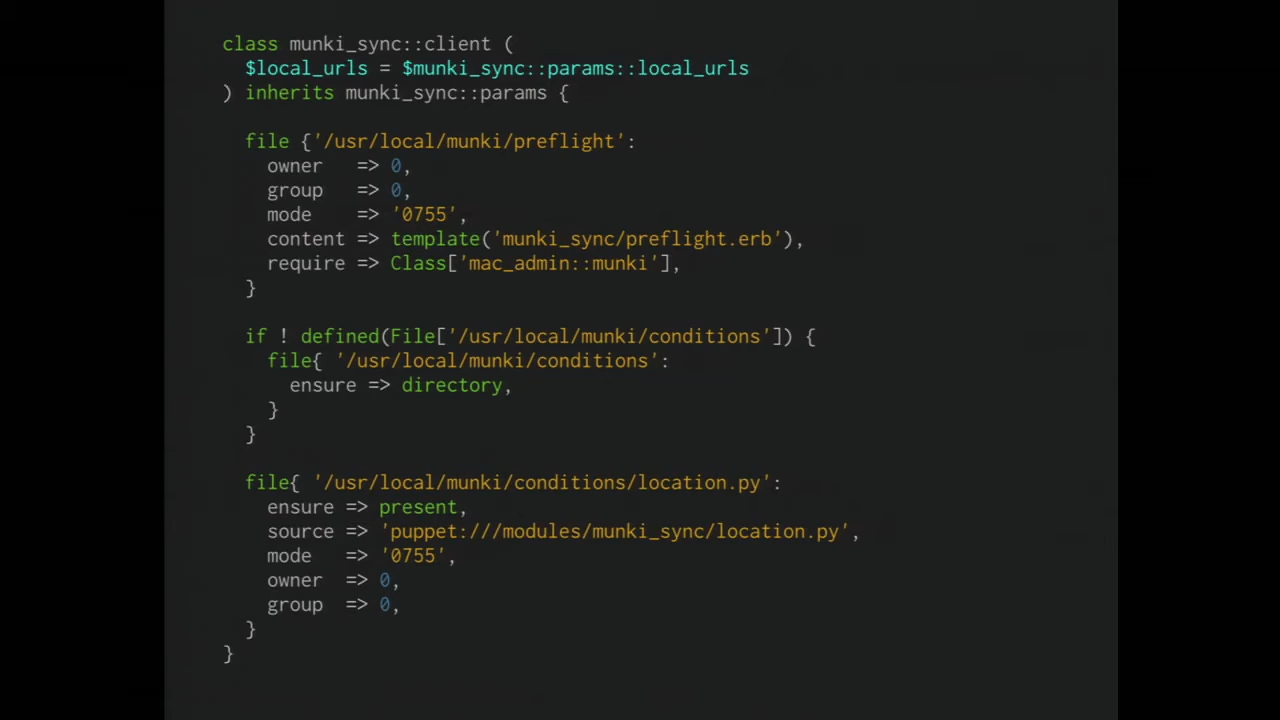 class munki_sync::client (
  $local_urls = $munki_sync::params::local_urls
) inherits munki_sync::params {

  file {'/usr/local/munki/preflight':
    owner   => 0,
    group   => 0,
    mode    => '0755',
    content => template('munki_sync/preflight.erb'),
    require => Class['mac_admin::munki'],
  }

  if ! defined(File['/usr/local/munki/conditions']) {
    file{ '/usr/local/munki/conditions':
      ensure => directory,
    }
  }

  file{ '/usr/local/munki/conditions/location.py':
    ensure => present,
    source => 'puppet:///modules/munki_sync/location.py',
    mode   => '0755',
    owner  => 0,
    group  => 0,
  }
}